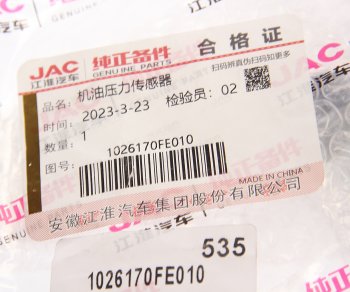 JAC 纯正备件 合格证
江淮汽车 GENUINE PARTS 扫码辨真伪扫码知更多
品名: 机油压力传感器
时间: 2023-3-23 检验员: 02
数量: 1
图号: 1026170FE010
MADE IN CHINA
安徽江淮汽车集团股份有限公司
535
1026170FE010